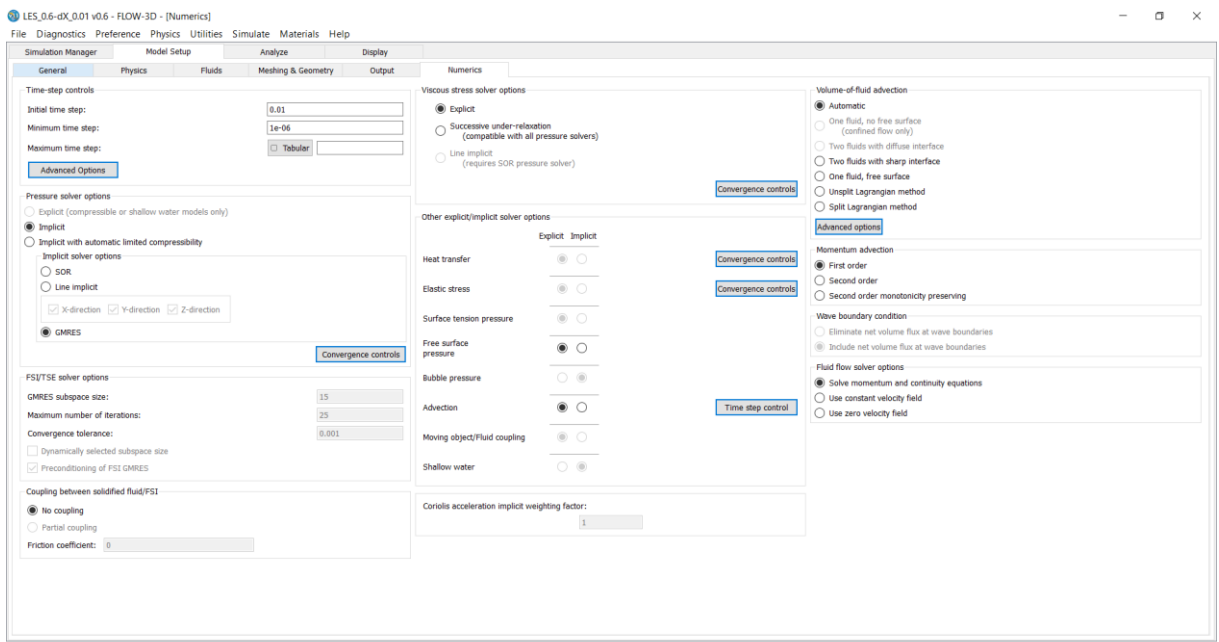 LES_0.6-dX_0.01 v0.6 - FLOW-3D - [Numerics]
File Diagnostics Preference Physics Utilities Simulate Materials Help
Simulation Manager Model Setup Analyze Display
General Physics Fluids Meshing & Geometry Output Numerics
Time-step controls
Initial time step: 0.01
Minimum time step: 1e-06
Maximum time step: Tabular
Advanced Options
Pressure solver options
Explicit (compressible or shallow water models only)
Implicit
Implicit with automatic limited compressibility
Implicit solver options
SOR
Line implicit
X-direction Y-direction Z-direction
GMRES
Convergence controls
FSI/TSE solver options
GMRES subspace size: 15
Maximum number of iterations: 25
Convergence tolerance: 0.001
Dynamically selected subspace size
Preconditioning of FSI GMRES
Coupling between solidified fluid/FSI
No coupling
Partial coupling
Friction coefficient: 0
Viscous stress solver options
Explicit
Successive under-relaxation
(compatible with all pressure solvers)
Line implicit
(requires SOR pressure solver)
Convergence controls
Other explicit/implicit solver options
Explicit Implicit
Heat transfer Convergence controls
Elastic stress Convergence controls
Surface tension pressure
Free surface
pressure
Bubble pressure
Advection Time step control
Moving object/Fluid coupling
Shallow water
Coriolis acceleration implicit weighting factor:
1
Volume-of-fluid advection
Automatic
One fluid, no free surface
(confined flow only)
Two fluids with diffuse interface
Two fluids with sharp interface
One fluid, free surface
Unsplit Lagrangian method
Split Lagrangian method
Advanced options
Momentum advection
First order
Second order
Second order monotonicity preserving
Wave boundary condition
Eliminate net volume flux at wave boundaries
Include net volume flux at wave boundaries
Fluid flow solver options
Solve momentum and continuity equations
Use constant velocity field
Use zero velocity field